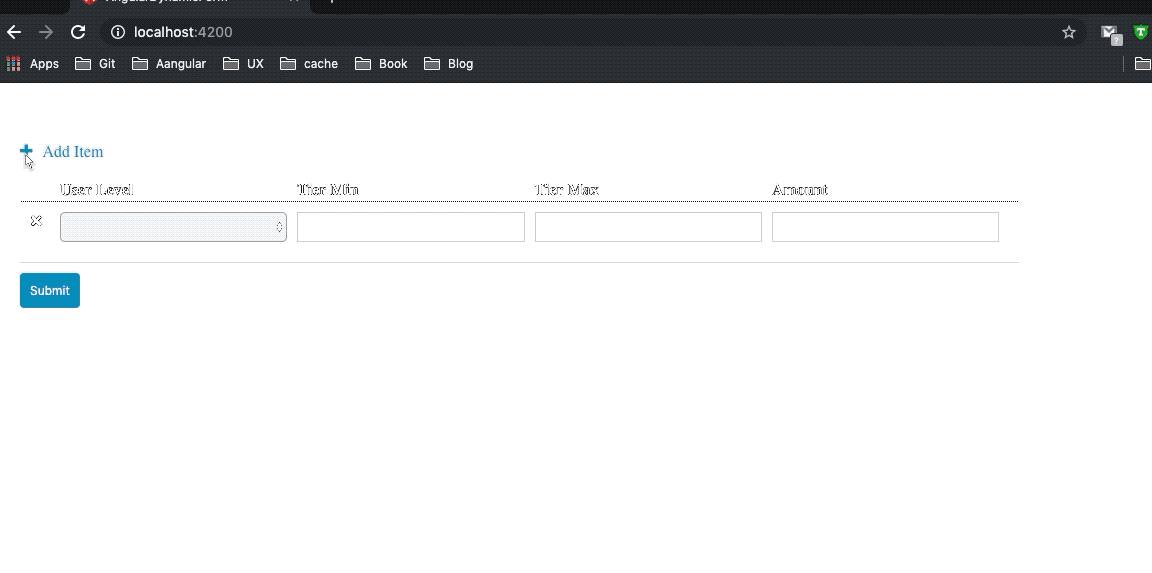 localhost:4200
Apps Git Aangular UX cache Book Blog
Add Item
User Level Tier Min Tier Max Amount
Submit